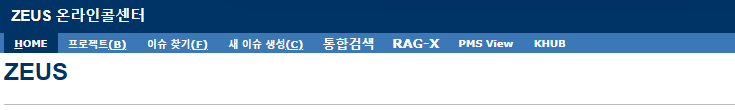 ZEUS 온라인콜센터
HOME 프로젝트(B) 이슈 찾기(F) 새 이슈 생성(C) 통합검색 RAG-X PMS View KHUB
ZEUS